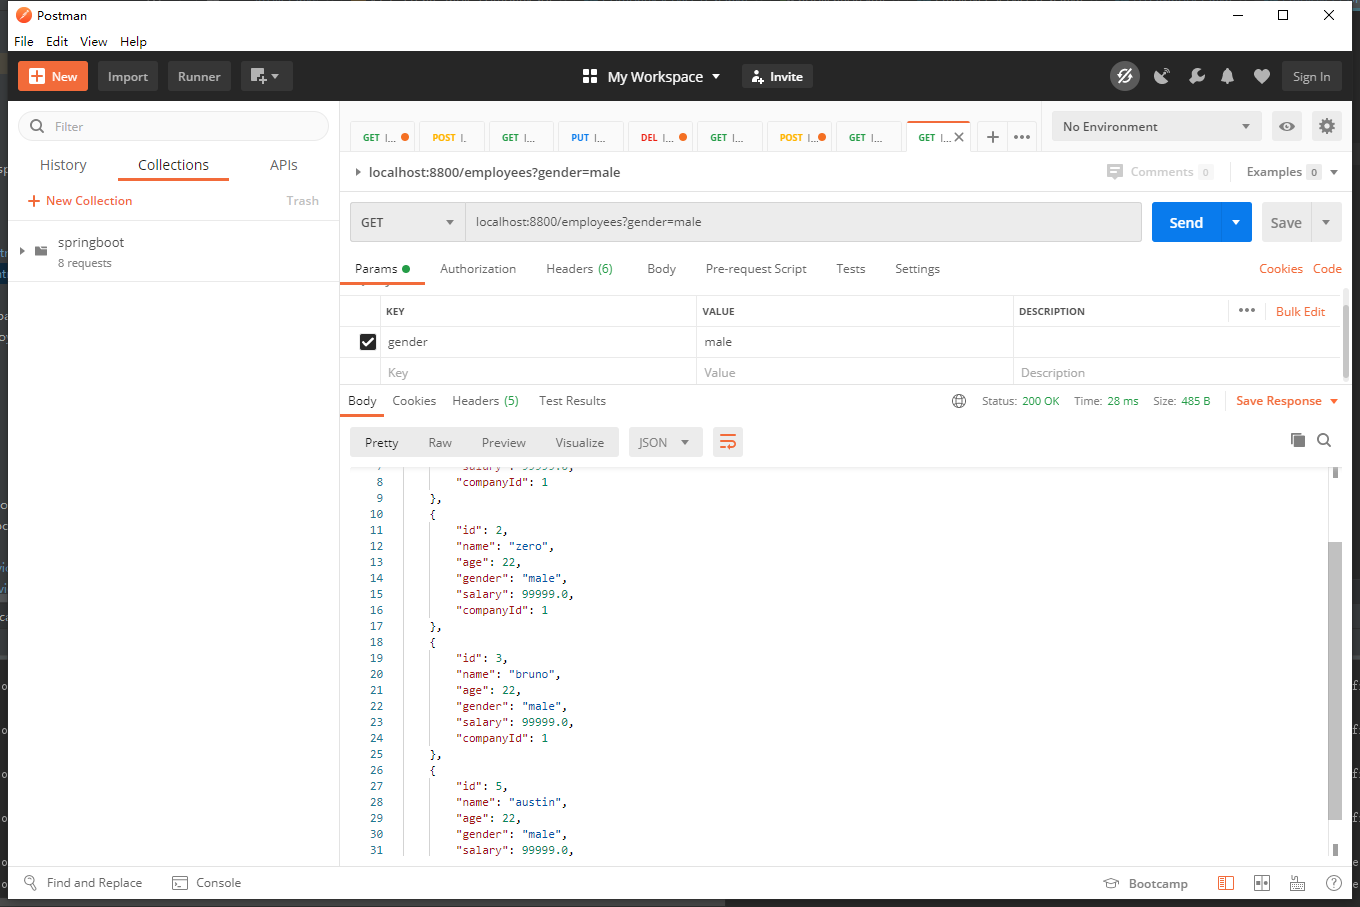 Postman
File Edit View Help
New Import Runner My Workspace Invite Sign In
Filter
History Collections APIs
New Collection Trash
springboot
8 requests
GET l... POST l. GET l... PUT l... DEL l... GET l... POST l... GET l... GET l... No Environment
localhost:8800/employees?gender=male Comments 0 Examples 0
GET localhost:8800/employees?gender=male Send Save
Params Authorization Headers (6) Body Pre-request Script Tests Settings Cookies Code
KEY VALUE DESCRIPTION Bulk Edit
gender male
Key Value Description
Body Cookies Headers (5) Test Results Status: 200 OK Time: 28 ms Size: 485 B Save Response
Pretty Raw Preview Visualize JSON
7 "salary": 99999.0,
8 "companyId": 1
9 },
10 {
11 "id": 2,
12 "name": "zero",
13 "age": 22,
14 "gender": "male",
15 "salary": 99999.0,
16 "companyId": 1
17 },
18 {
19 "id": 3,
20 "name": "bruno",
21 "age": 22,
22 "gender": "male",
23 "salary": 99999.0,
24 "companyId": 1
25 },
26 {
27 "id": 5,
28 "name": "austin",
29 "age": 22,
30 "gender": "male",
31 "salary": 99999.0,
Find and Replace Console Bootcamp